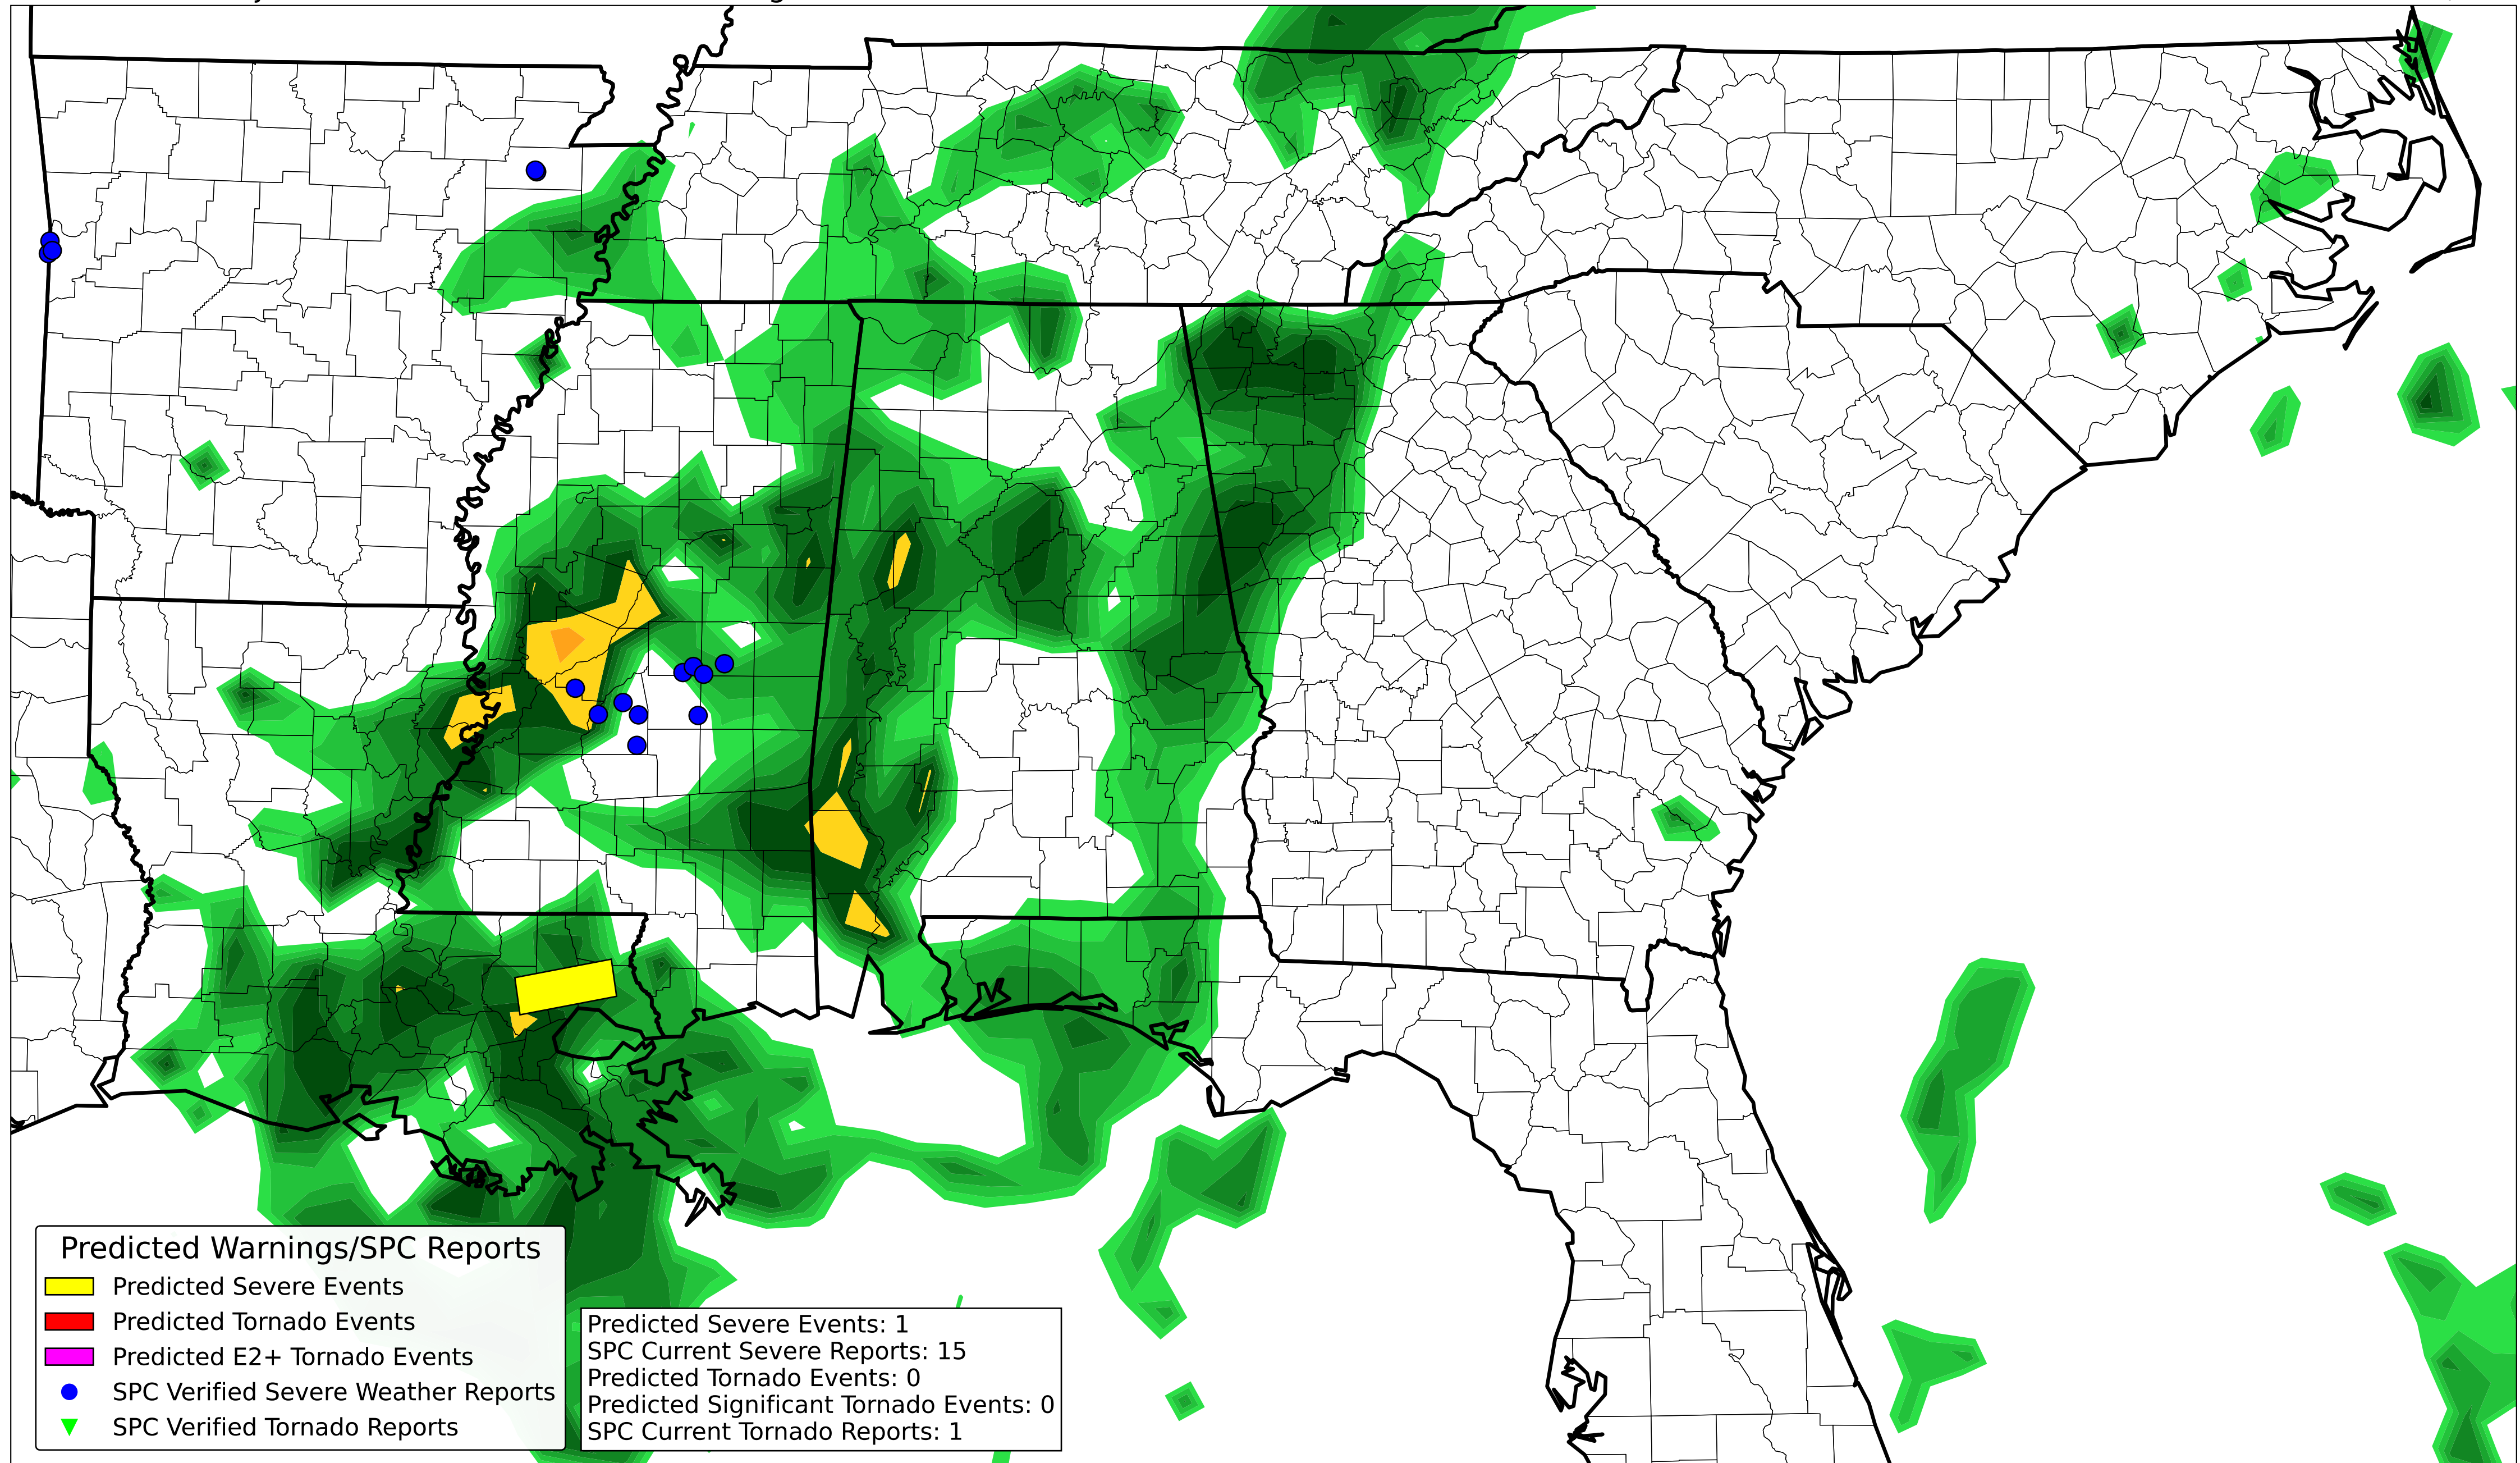 Predicted Warnings/SPC Reports
Predicted Severe Events
Predicted Tornado Events
Predicted E2+ Tornado Events
SPC Verified Severe Weather Reports
SPC Verified Tornado Reports
Predicted Severe Events: 1
SPC Current Severe Reports: 15
Predicted Tornado Events: 0
Predicted Significant Tornado Events: 0
SPC Current Tornado Reports: 1